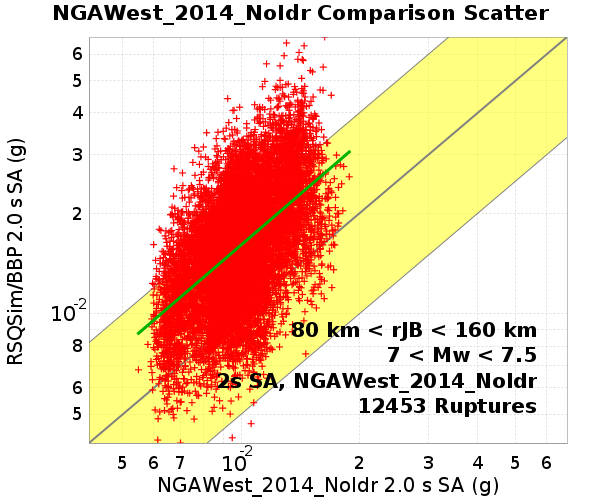 NGAWest_2014_NoIdr Comparison Scatter
RSQSim/BBP 2.0 s SA (g)
6
5
4
3
2
10-2
8
6
5
80 km < rJB < 160 km
7 < Mw < 7.5
2s SA, NGAWest_2014_NoIdr
12453 Ruptures
5 6 7 10-2 2 3 4 5 6
NGAWest_2014_NoIdr 2.0 s SA (g)